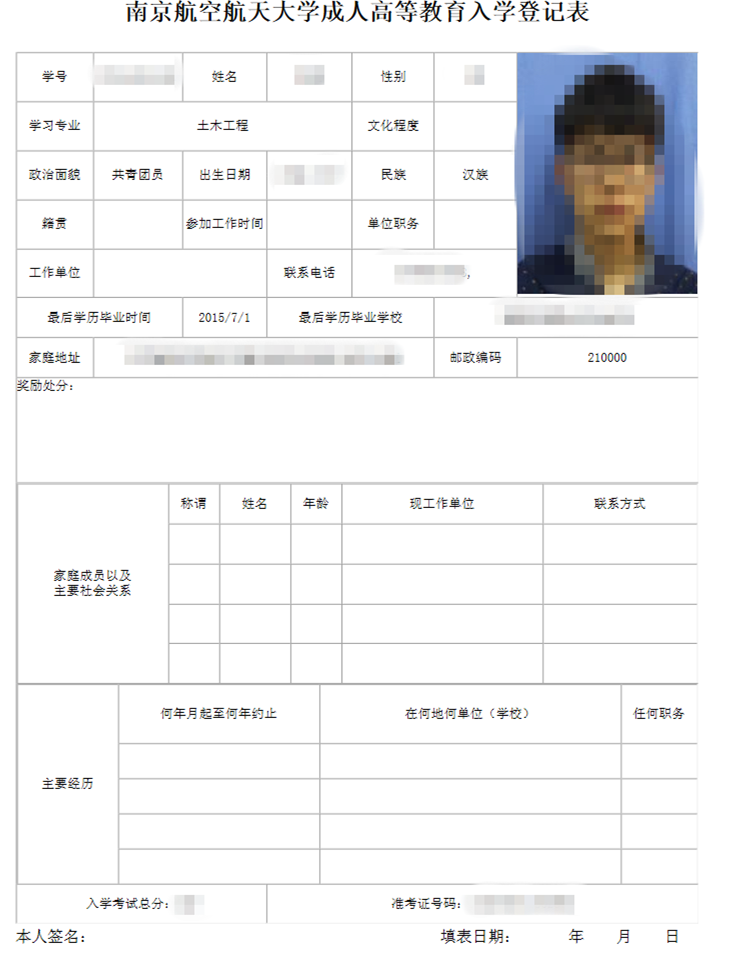 南京航空航天大学成人高等教育入学登记表
学号 姓名 性别
学习专业 土木工程 文化程度
政治面貌 共青团员 出生日期 民族 汉族
籍贯 参加工作时间 单位职务
工作单位 联系电话
最后学历毕业时间 2015/7/1 最后学历毕业学校
家庭地址 邮政编码 210000
奖励处分:
称谓 姓名 年龄 现工作单位 联系方式
家庭成员以及
主要社会关系
何年月起至何年约止 在何地何单位（学校） 任何职务
主要经历
入学考试总分: 准考证号码:
本人签名: 填表日期: 年 月 日